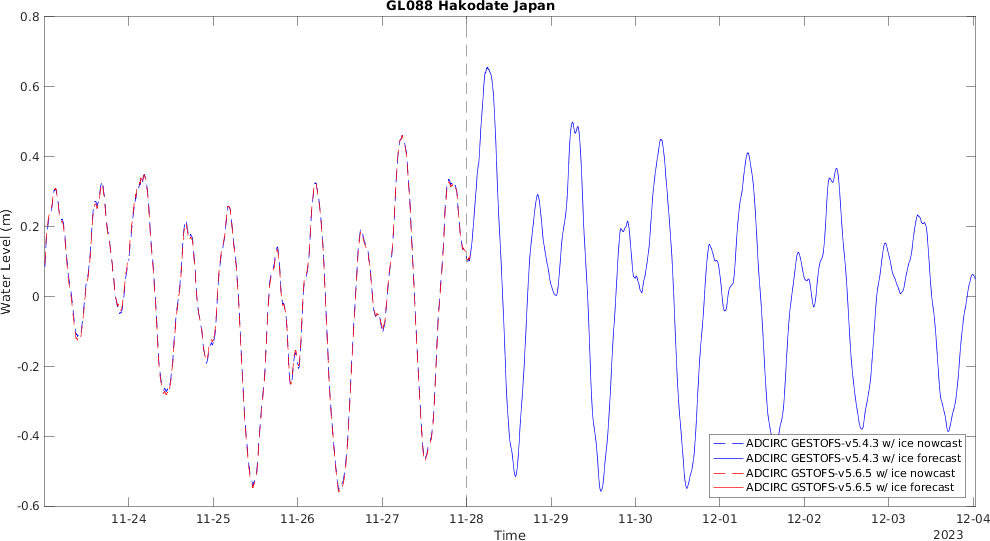 GL088 Hakodate Japan
0.8
0.6
0.4
0.2
0
-0.2
-0.4
-0.6
Water Level (m)
11-24 11-25 11-26 11-27 11-28 11-29 11-30 12-01 12-02 12-03 12-04
Time
2023
ADCIRC GESTOFS-v5.4.3 w/ ice nowcast
ADCIRC GESTOFS-v5.4.3 w/ ice forecast
ADCIRC GSTOFS-v5.6.5 w/ ice nowcast
ADCIRC GSTOFS-v5.6.5 w/ ice forecast